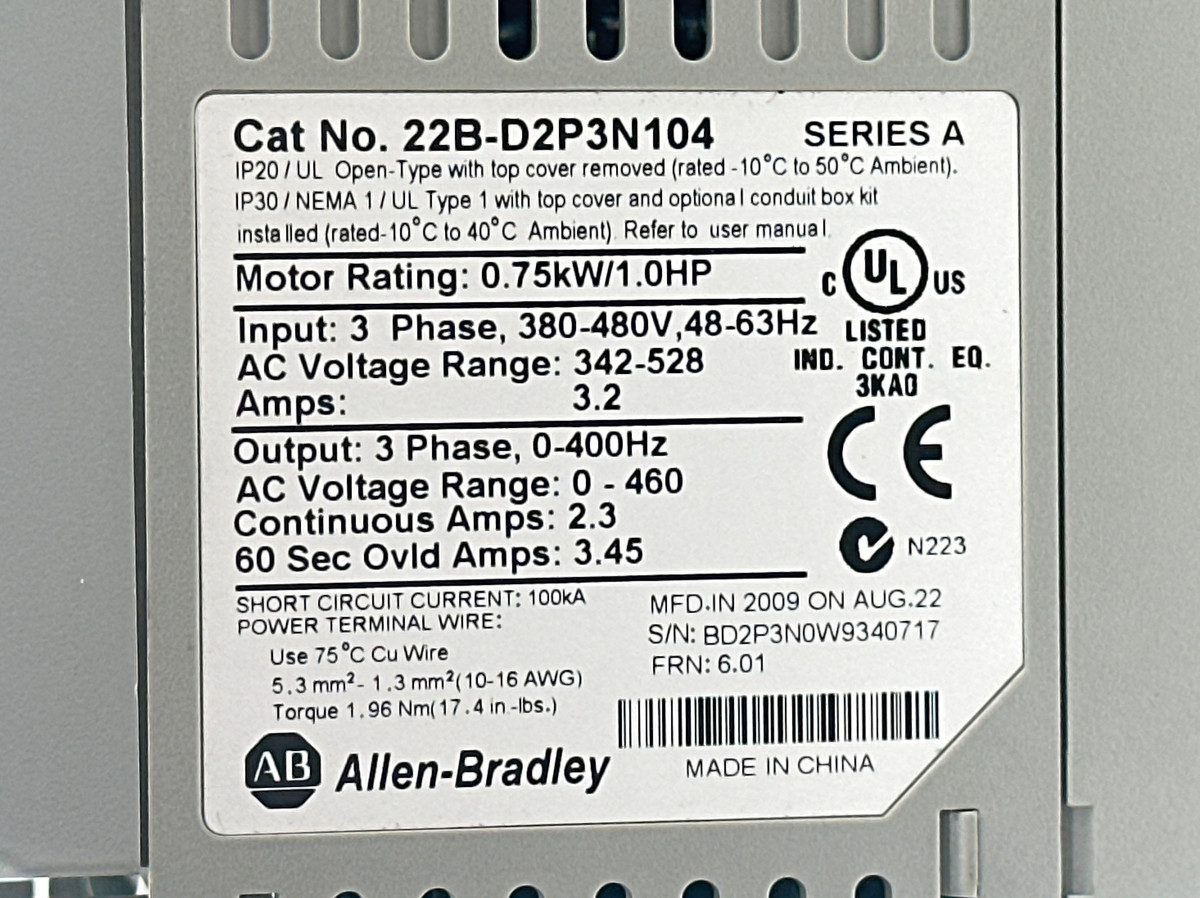 Cat No. 22B-D2P3N104 SERIES A
IP20 / UL Open-Type with top cover removed (rated -10°C to 50°C Ambient).
IP30 / NEMA 1 / UL Type 1 with top cover and optional conduit box kit
installed (rated-10°C to 40°C Ambient). Refer to user manual.
Motor Rating: 0.75kW/1.0HP
C UL US
Input: 3 Phase, 380-480V,48-63Hz
LISTED
AC Voltage Range: 342-528
IND. CONT. EQ.
Amps: 3.2
3KA0
Output: 3 Phase, 0-400Hz
CE
AC Voltage Range: 0 - 460
Continuous Amps: 2.3
60 Sec Ovld Amps: 3.45
N223
SHORT CIRCUIT CURRENT: 100kA
POWER TERMINAL WIRE:
Use 75°C Cu Wire
5.3 mm²- 1.3 mm²(10-16 AWG)
Torque 1.96 Nm(17.4 in.-lbs.)
MFD.IN 2009 ON AUG.22
S/N: BD2P3N0W9340717
FRN: 6.01
AB Allen-Bradley
MADE IN CHINA